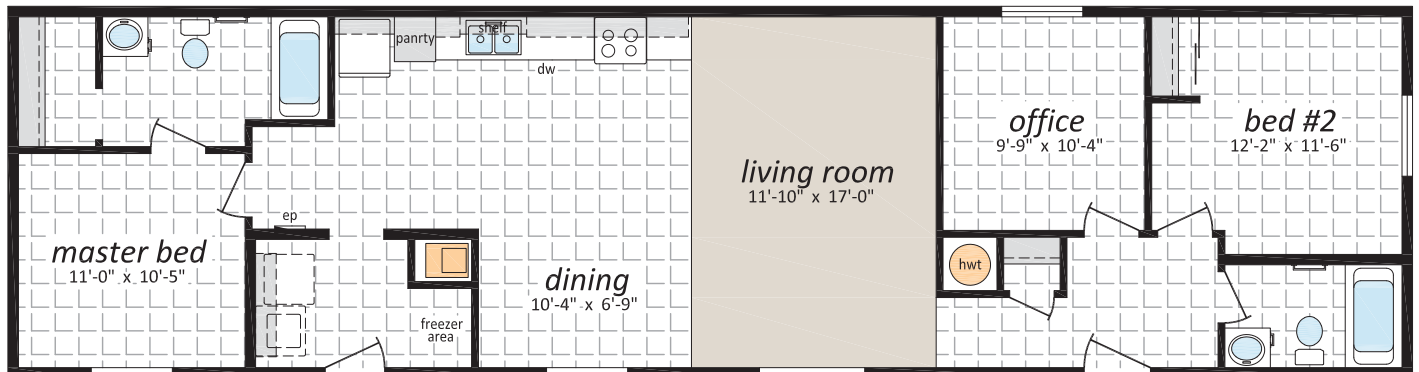 panrty
shelf
dw
office
9'-9" x 10'-4"
bed #2
12'-2" x 11'-6"
living room
11'-10" x 17'-0"
ep
master bed
11'-0" x 10'-5"
dining
10'-4" x 6'-9"
hwt
freezer
area